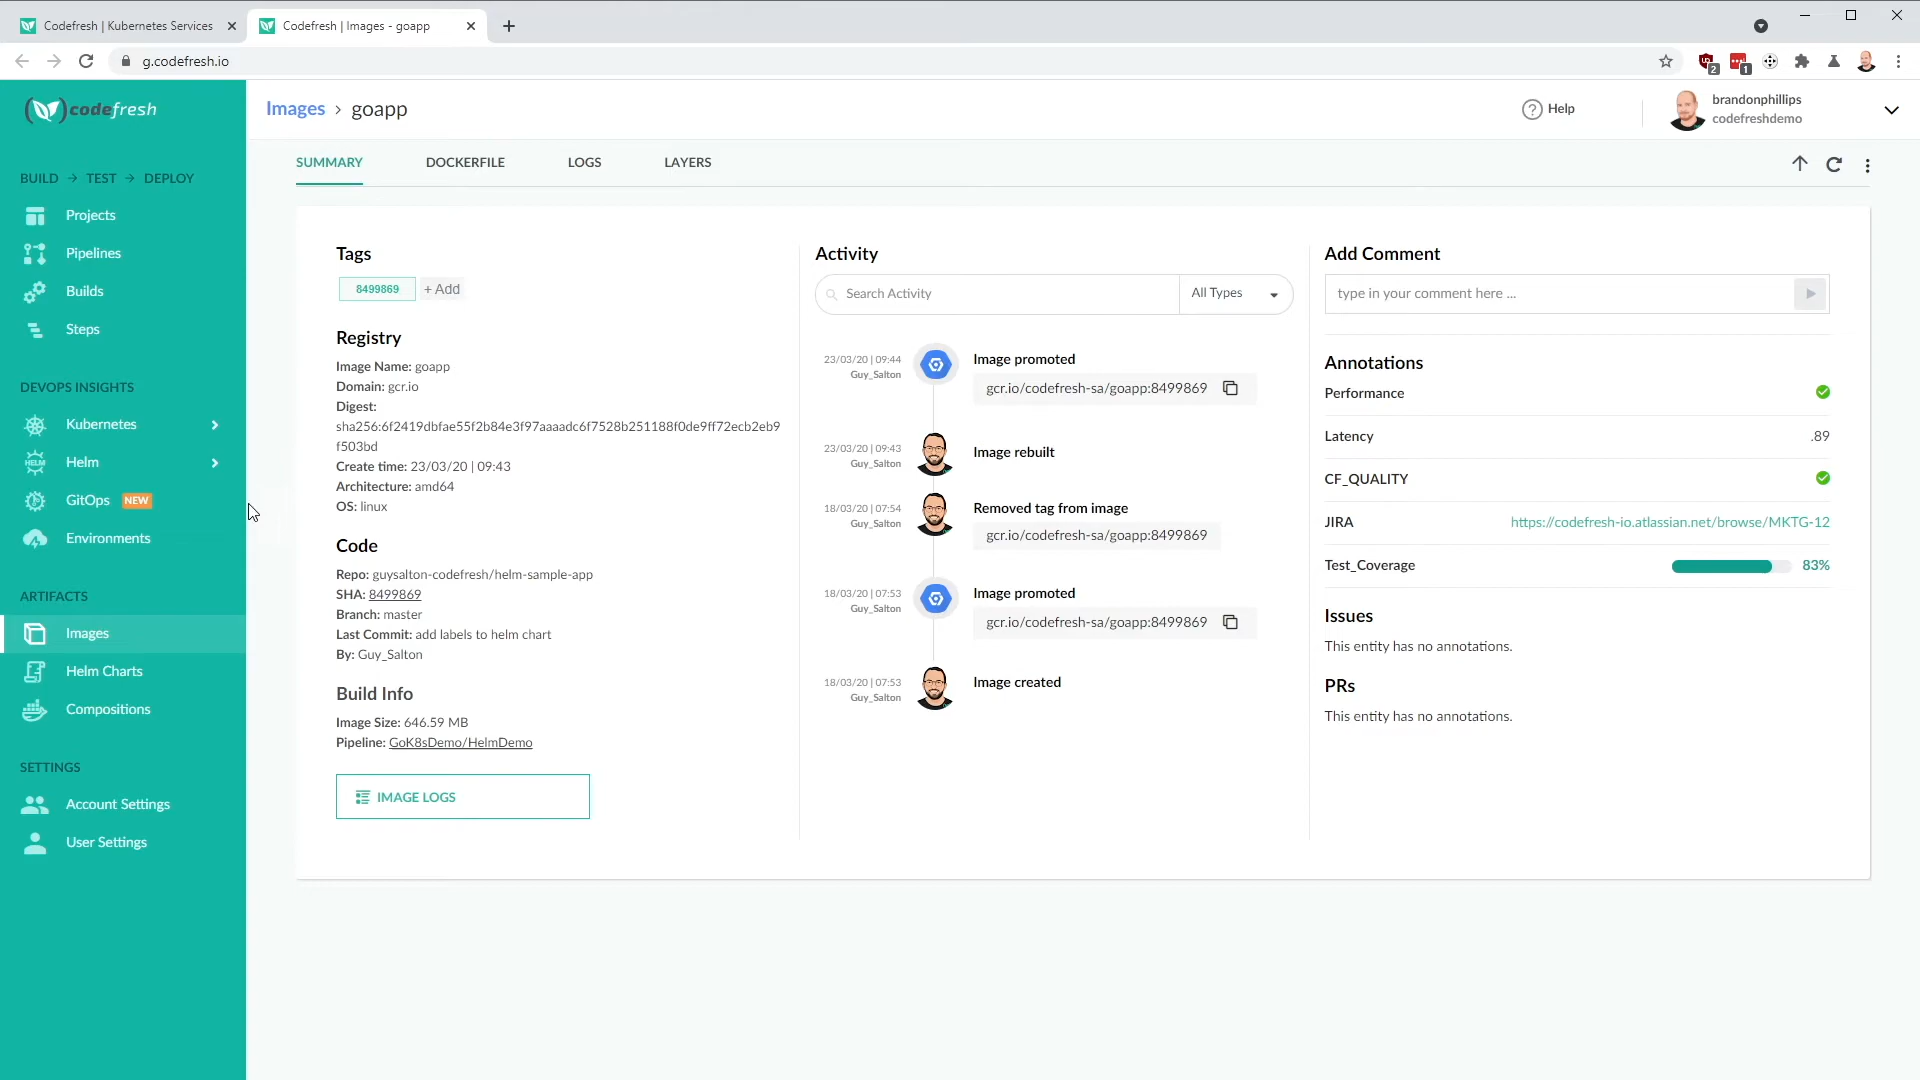 Codefresh | Kubernetes Services
Codefresh | Images - goapp
g.codefresh.io
2
1
codefresh
Images › goapp
Help
brandonphillips
codefreshdemo
BUILD → TEST → DEPLOY
Projects
Pipelines
Builds
Steps
DEVOPS INSIGHTS
Kubernetes
HELM
Helm
GitOps NEW
Environments
ARTIFACTS
Images
Helm Charts
Compositions
SETTINGS
Account Settings
User Settings
SUMMARY
DOCKERFILE
LOGS
LAYERS
Tags
8499869
+ Add
Registry
Image Name: goapp
Domain: gcr.io
Digest:
sha256:6f2419dbfae55f2b84e3f97aaaadc6f7528b251188f0de9ff72ecb2eb9
f503bd
Create time: 23/03/20 | 09:43
Architecture: amd64
OS: linux
Code
Repo: guysalton-codefresh/helm-sample-app
SHA: 8499869
Branch: master
Last Commit: add labels to helm chart
By: Guy_Salton
Build Info
Image Size: 646.59 MB
Pipeline: GoK8sDemo/HelmDemo
IMAGE LOGS
Activity
Search Activity
All Types
23/03/20 | 09:44
Guy_Salton
Image promoted
gcr.io/codefresh-sa/goapp:8499869
23/03/20 | 09:43
Guy_Salton
Image rebuilt
18/03/20 | 07:54
Guy_Salton
Removed tag from image
gcr.io/codefresh-sa/goapp:8499869
18/03/20 | 07:53
Guy_Salton
Image promoted
gcr.io/codefresh-sa/goapp:8499869
18/03/20 | 07:53
Guy_Salton
Image created
Add Comment
type in your comment here ...
Annotations
Performance
Latency .89
CF_QUALITY
JIRA https://codefresh-io.atlassian.net/browse/MKTG-12
Test_Coverage 83%
Issues
This entity has no annotations.
PRs
This entity has no annotations.